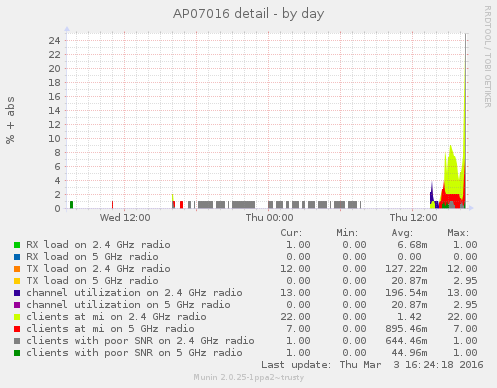 AP07016 detail - by day
RRDTOOL / TOBI OETIKER
% + abs
24
22
20
18
16
14
12
10
8
6
4
2
0
Wed 12:00 Thu 00:00 Thu 12:00
Cur: Min: Avg: Max:
RX load on 2.4 GHz radio 1.00 0.00 6.68m 1.00
RX load on 5 GHz radio 0.00 0.00 0.00 0.00
TX load on 2.4 GHz radio 12.00 0.00 127.22m 12.00
TX load on 5 GHz radio 0.00 0.00 20.87m 2.95
channel utilization on 2.4 GHz radio 13.00 0.00 196.54m 13.00
channel utilization on 5 GHz radio 0.00 0.00 20.87m 2.95
clients at mi on 2.4 GHz radio 22.00 0.00 1.42 22.00
clients at mi on 5 GHz radio 7.00 0.00 895.46m 7.00
clients with poor SNR on 2.4 GHz radio 1.00 0.00 644.46m 1.00
clients with poor SNR on 5 GHz radio 1.00 0.00 44.96m 1.00
Last update: Thu Mar 3 16:24:18 2016
Munin 2.0.25-1ppa2~trusty